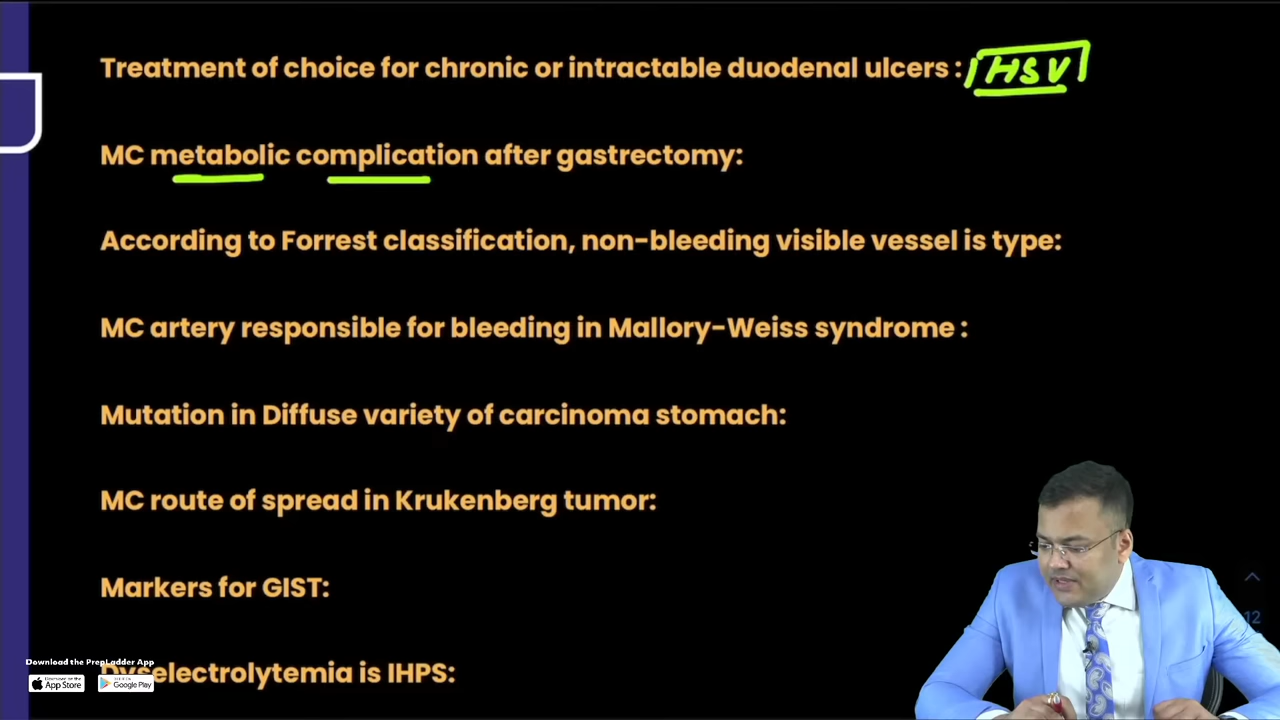 Treatment of choice for chronic or intractable duodenal ulcers : HSV
MC metabolic complication after gastrectomy:
According to Forrest classification, non-bleeding visible vessel is type:
MC artery responsible for bleeding in Mallory-Weiss syndrome :
Mutation in Diffuse variety of carcinoma stomach:
MC route of spread in Krukenberg tumor:
Markers for GIST:
Download the PrepLadder App
Dyselectrolytemia is IHPS:
App Store
Google Play
12